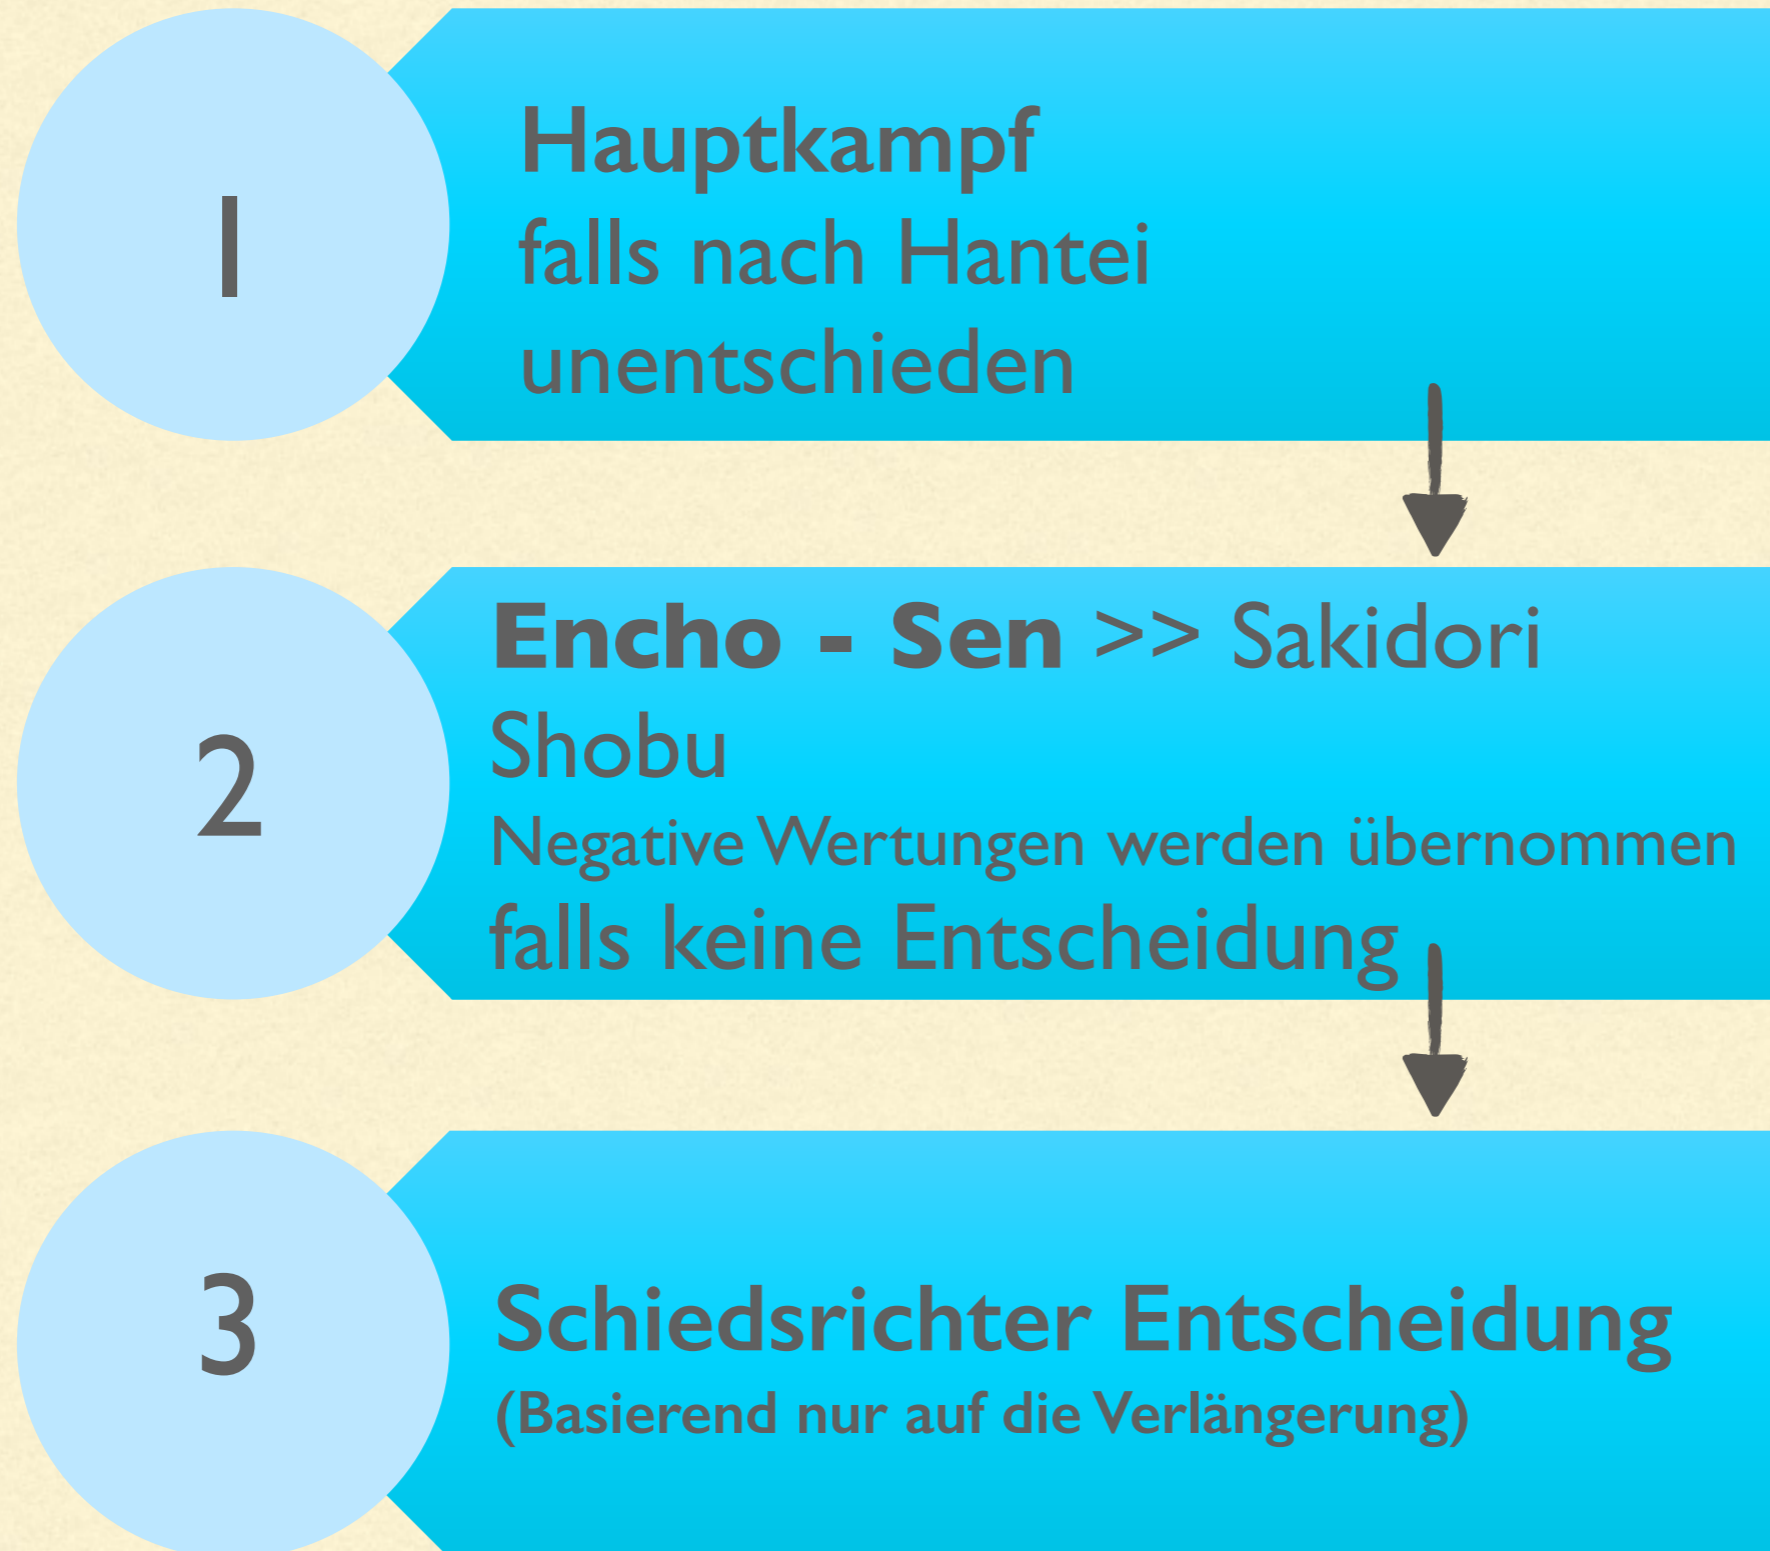 1
Hauptkampf
falls nach Hantei
unentschieden
2
Encho - Sen >> Sakidori
Shobu
Negative Wertungen werden übernommen
falls keine Entscheidung
3
Schiedsrichter Entscheidung
(Basierend nur auf die Verlängerung)